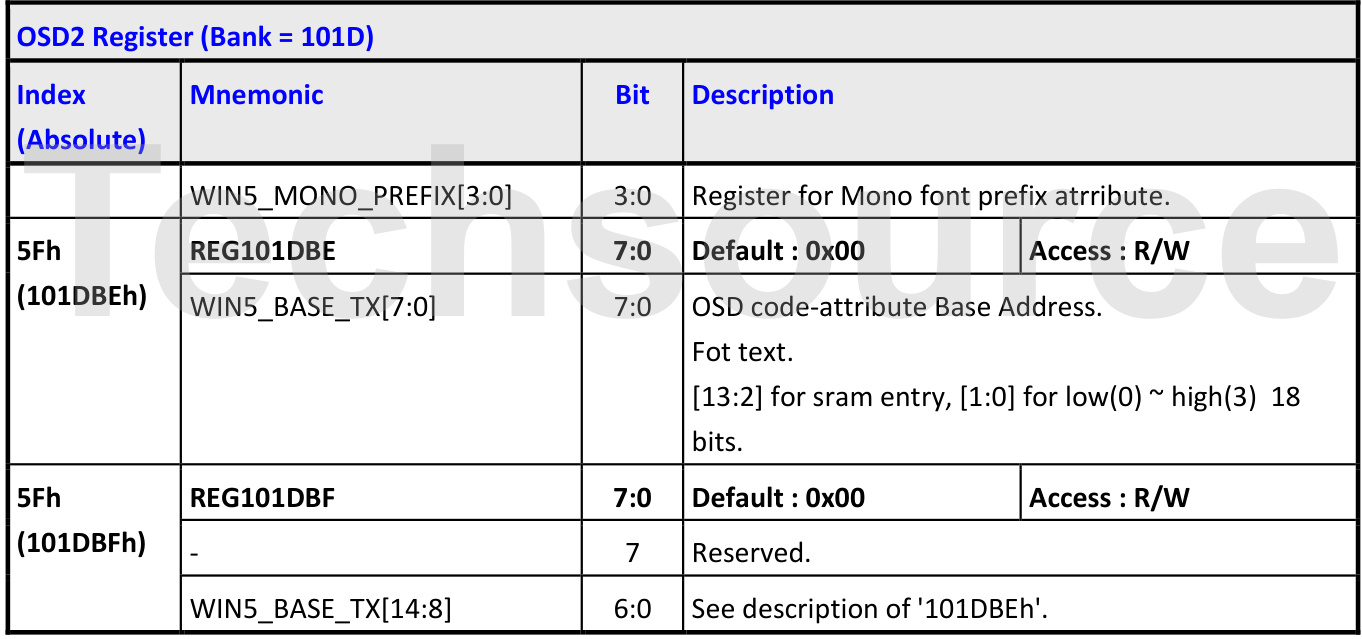 OSD2 Register (Bank = 101D)
Index (Absolute) Mnemonic Bit Description
WIN5_MONO_PREFIX[3:0] 3:0 Register for Mono font prefix atrribute.
5Fh (101DBEh) REG101DBE 7:0 Default : 0x00 Access : R/W
WIN5_BASE_TX[7:0] 7:0 OSD code-attribute Base Address.
Fot text.
[13:2] for sram entry, [1:0] for low(0) ~ high(3)  18
bits.
5Fh (101DBFh) REG101DBF 7:0 Default : 0x00 Access : R/W
- 7 Reserved.
WIN5_BASE_TX[14:8] 6:0 See description of '101DBEh'.
Techsource